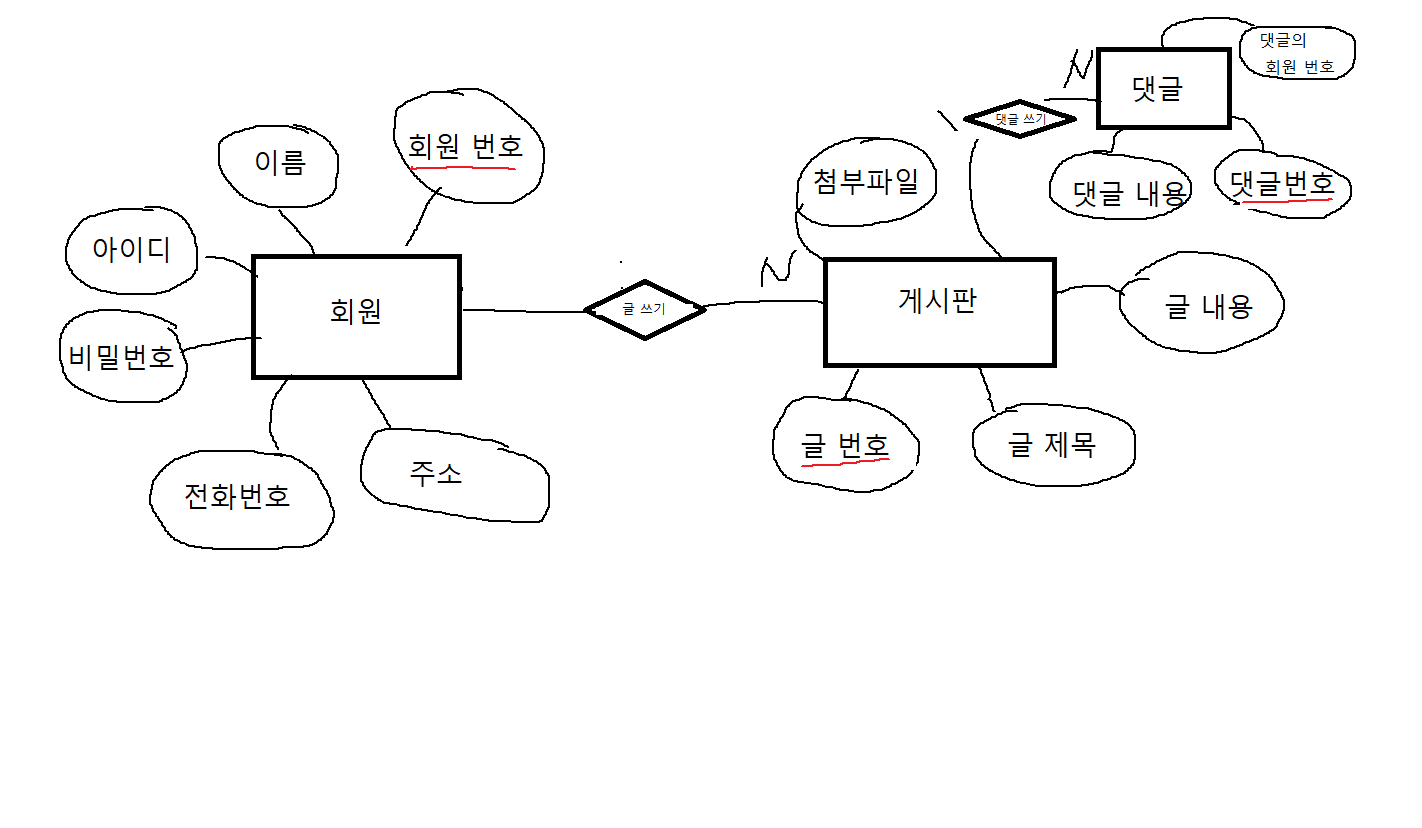 댓글의
회원 번호
N
댓글
댓글 쓰기
이름
회원 번호
첨부파일
댓글 내용
댓글번호
아이디
N
회원
글 쓰기
게시판
글 내용
비밀번호
글 번호
글 제목
전화번호
주소